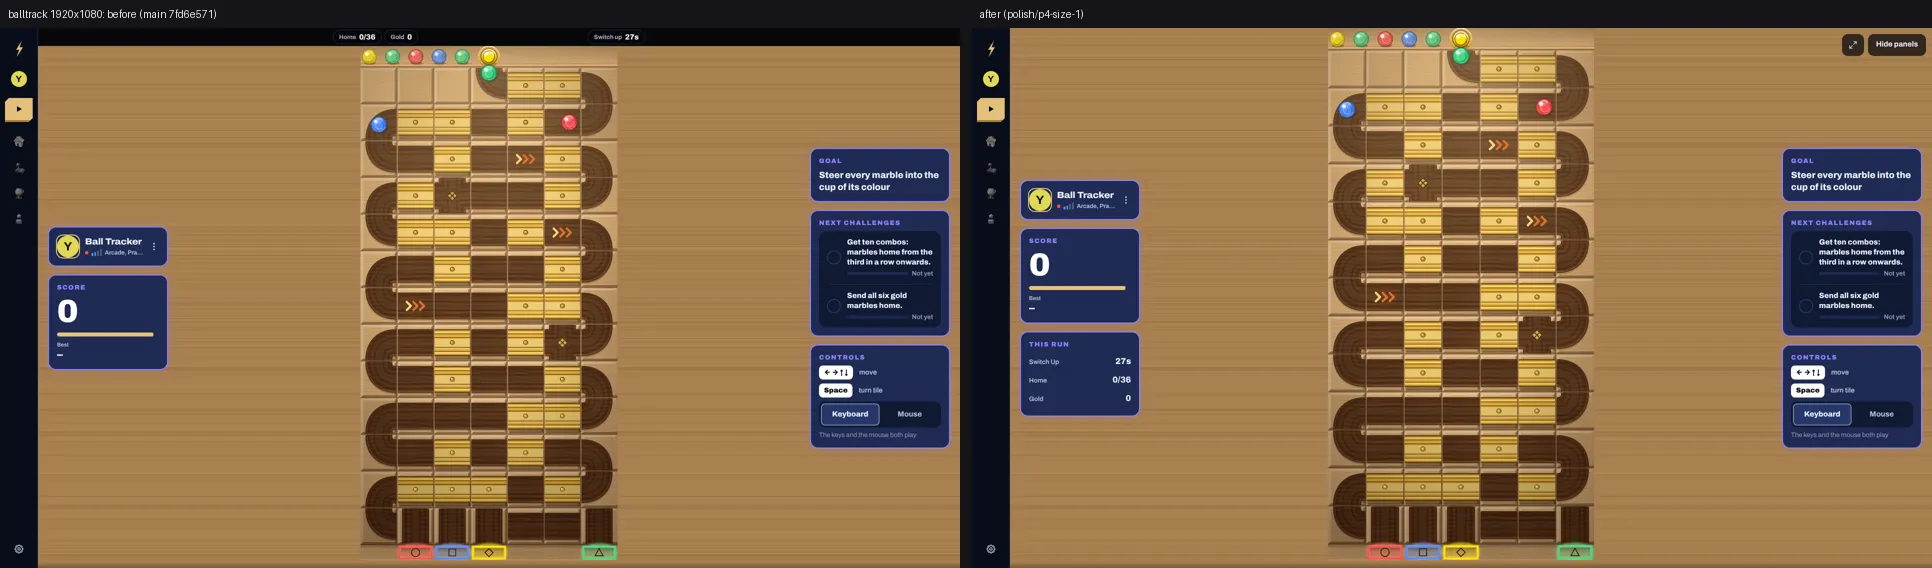 balltrack 1920x1080: before (main 7fd6e571)
Home 0/36
Gold 0
Switch up 27s
Y
Y
Ball Tracker
Arcade, Pra...
SCORE
0
Best
–
GOAL
Steer every marble into the
cup of its colour
NEXT CHALLENGES
Get ten combos:
marbles home from the
third in a row onwards.
Not yet
Send all six gold
marbles home.
Not yet
CONTROLS
←→↑↓ move
Space turn tile
Keyboard Mouse
The keys and the mouse both play
after (polish/p4-size-1)
Hide panels
Y
Y
Ball Tracker
Arcade, Pra...
SCORE
0
Best
–
THIS RUN
Switch Up 27s
Home 0/36
Gold 0
GOAL
Steer every marble into the
cup of its colour
NEXT CHALLENGES
Get ten combos:
marbles home from the
third in a row onwards.
Not yet
Send all six gold
marbles home.
Not yet
CONTROLS
←→↑↓ move
Space turn tile
Keyboard Mouse
The keys and the mouse both play